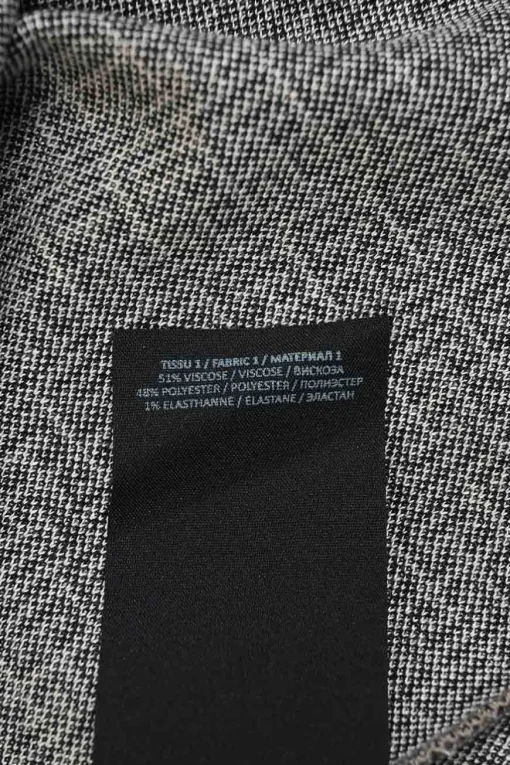 TISSU 1 / FABRIC 1 / МАТЕРИАЛ 1
51% VISCOSE / VISCOSE / ВИСКОЗА
48% POLYESTER / POLYESTER / ПОЛИЭСТЕР
1% ELASTHANNE / ELASTANE / ЭЛАСТАН